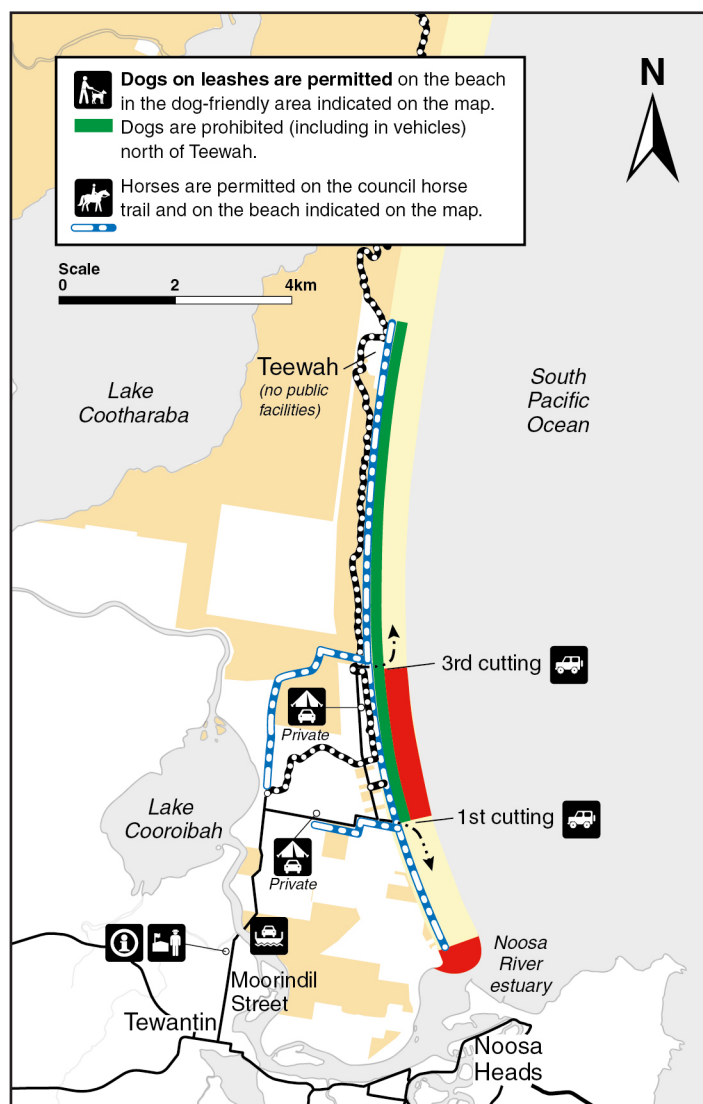 Dogs on leashes are permitted on the beach
in the dog-friendly area indicated on the map.
Dogs are prohibited (including in vehicles)
north of Teewah.
Horses are permitted on the council horse
trail and on the beach indicated on the map.
N
Scale
0 2 4km
Teewah
(no public
facilities)
Lake
Cootharaba
South
Pacific
Ocean
3rd cutting
Private
Lake
Cooroibah
1st cutting
Private
Noosa
River
estuary
Moorindil
Street
Tewantin
Noosa
Heads